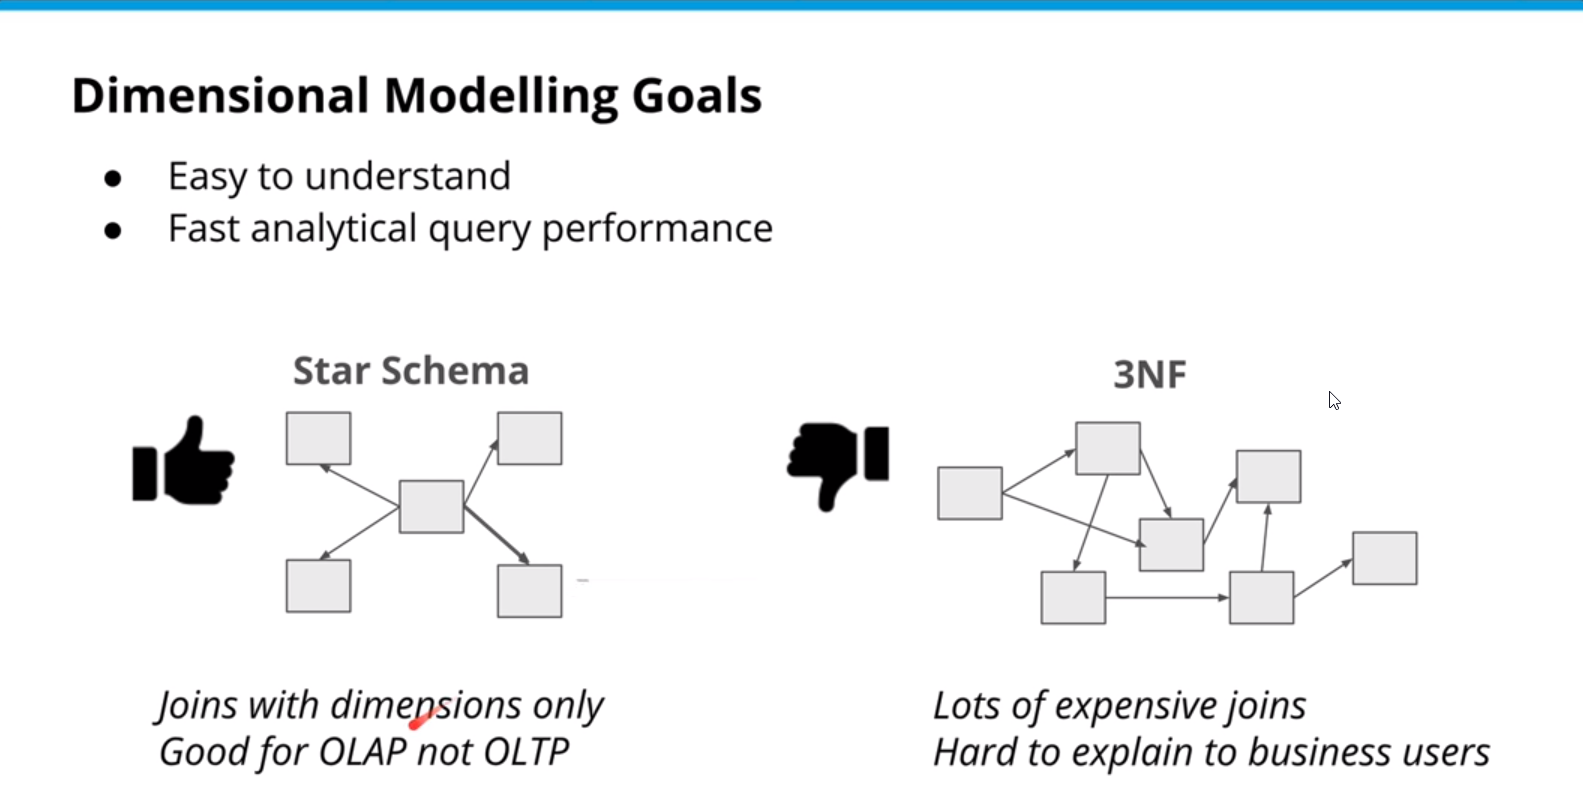 Dimensional Modelling Goals
● Easy to understand
● Fast analytical query performance
Star Schema
3NF
Joins with dimensions only
Good for OLAP not OLTP
Lots of expensive joins
Hard to explain to business users